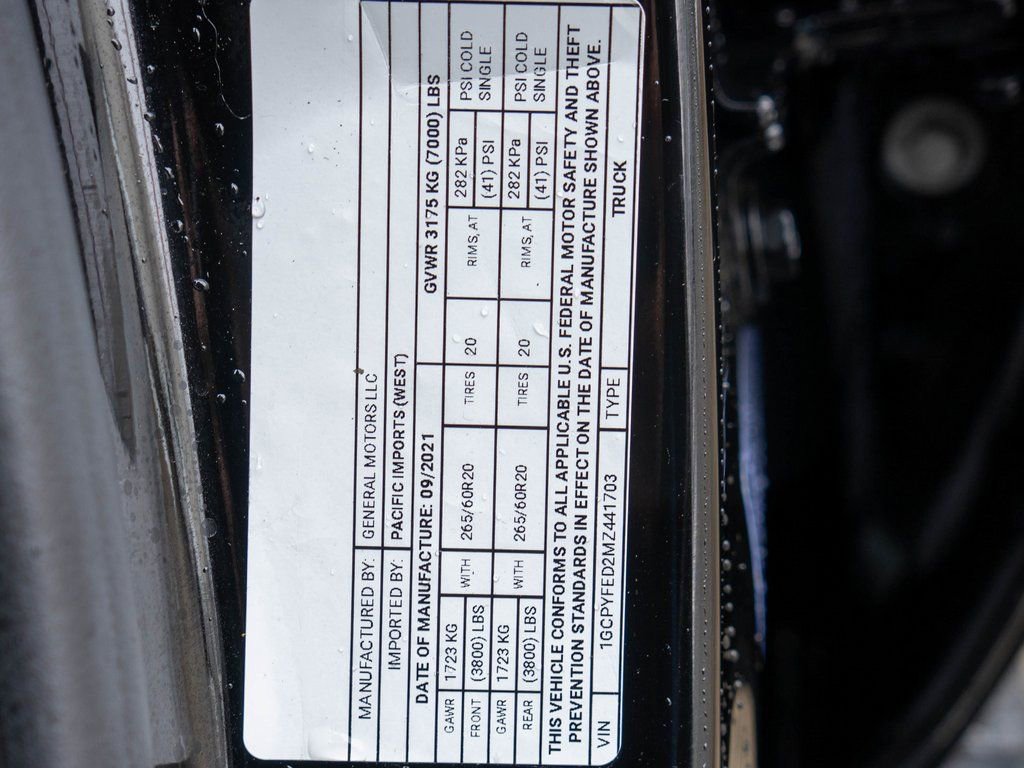 MANUFACTURED BY: GENERAL MOTORS LLC
IMPORTED BY: PACIFIC IMPORTS (WEST)
DATE OF MANUFACTURE: 09/2021 GVWR 3175 KG (7000) LBS
GAWR 1723 KG WITH 265/60R20 TIRES 20 RIMS, AT 282 KPa PSI COLD
FRONT (3800) LBS (41) PSI SINGLE
GAWR 1723 KG WITH 265/60R20 TIRES 20 RIMS, AT 282 KPa PSI COLD
REAR (3800) LBS (41) PSI SINGLE
THIS VEHICLE CONFORMS TO ALL APPLICABLE U.S. FEDERAL MOTOR SAFETY AND THEFT
PREVENTION STANDARDS IN EFFECT ON THE DATE OF MANUFACTURE SHOWN ABOVE.
VIN 1GCPYFED2MZ441703 TYPE TRUCK